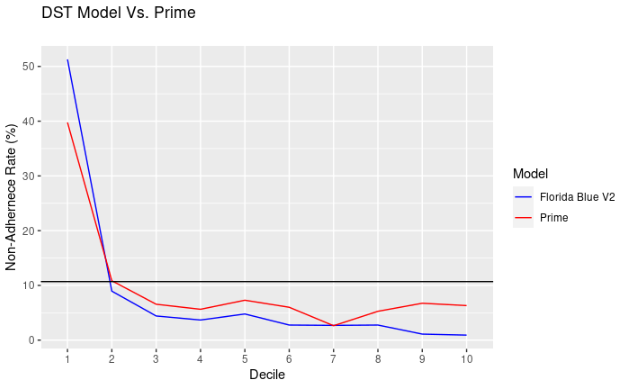 DST Model Vs. Prime
Non-Adhernece Rate (%)
50
40
30
20
10
0
1 2 3 4 5 6 7 8 9 10
Decile
Model
Florida Blue V2
Prime